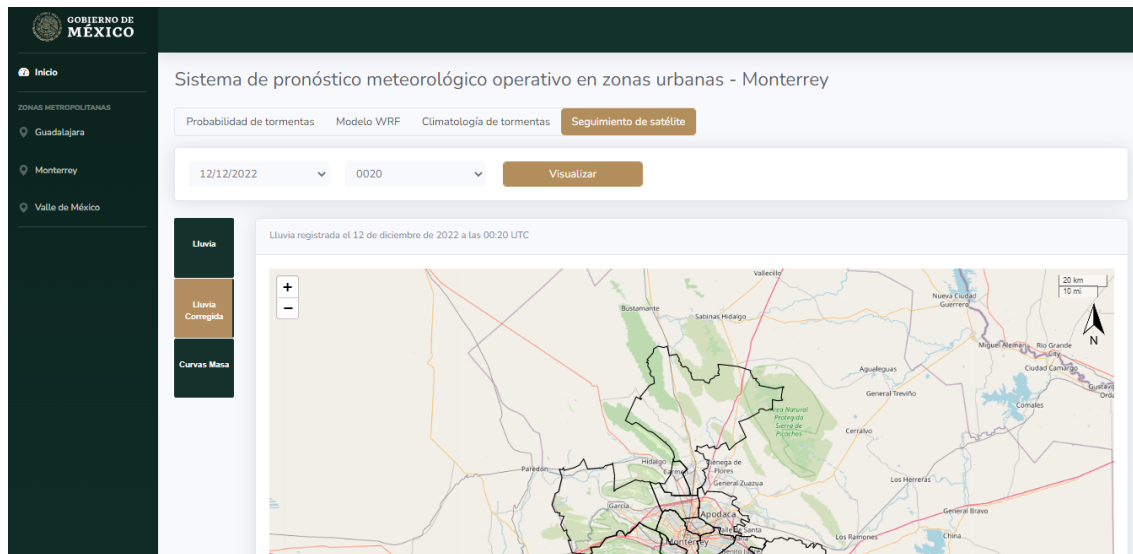 GOBIERNO DE
MÉXICO
Inicio
ZONAS METROPOLITANAS
Guadalajara
Monterrey
Valle de México
Sistema de pronóstico meteorológico operativo en zonas urbanas - Monterrey
Probabilidad de tormentas
Modelo WRF
Climatología de tormentas
Seguimiento de satélite
12/12/2022
0020
Visualizar
Lluvia
Lluvia
Corregida
Curvas Masa
Lluvia registrada el 12 de diciembre de 2022 a las 00:20 UTC
+
−
20 km
10 mi
N
Vallecillo
Nueva Ciudad
Guerrero
Bustamante
Sabinas Hidalgo
Miguel Alemán
Rio Grande
City
Ciudad Camargo
Agualeguas
General Treviño
Comales
Área Natural
Protegida
Sierra de
Picachos
Cerralvo
Paredón
Hidalgo
Ciénega de
Flores
General Zuazua
Los Herreras
García
Apodaca
General Bravo
Monterrey
Los Ramones
China
Benito Juárez